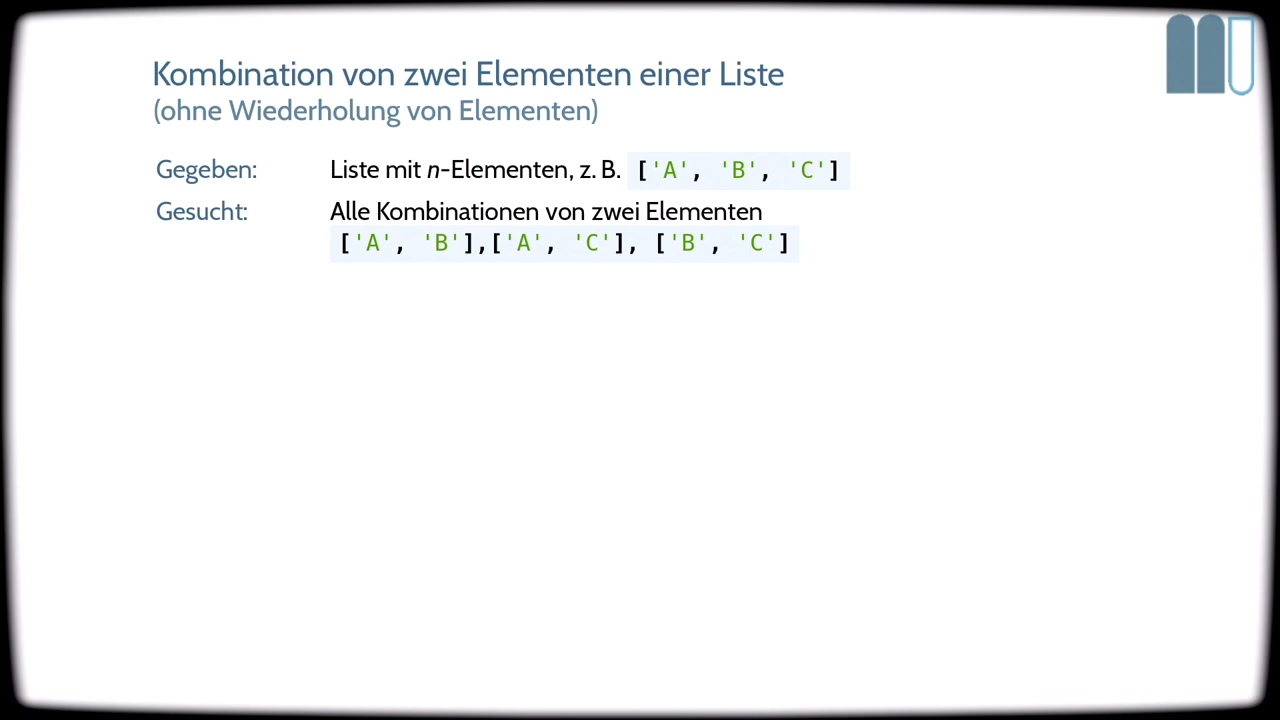 Kombination von zwei Elementen einer Liste
(ohne Wiederholung von Elementen)
Gegeben: Liste mit n-Elementen, z. B. ['A', 'B', 'C']
Gesucht: Alle Kombinationen von zwei Elementen
['A', 'B'],['A', 'C'], ['B', 'C']